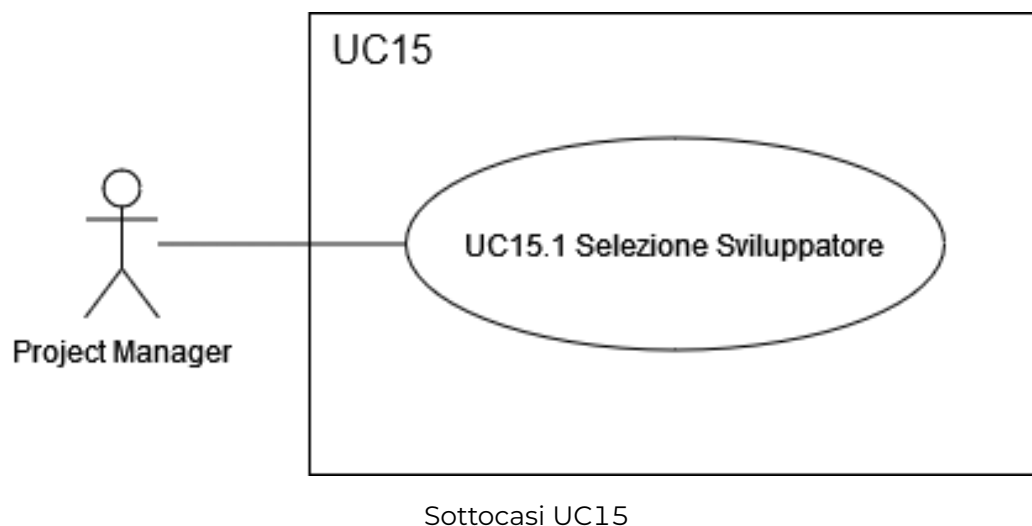 UC15
UC15.1 Selezione Sviluppatore
Project Manager
Sottocasi UC15